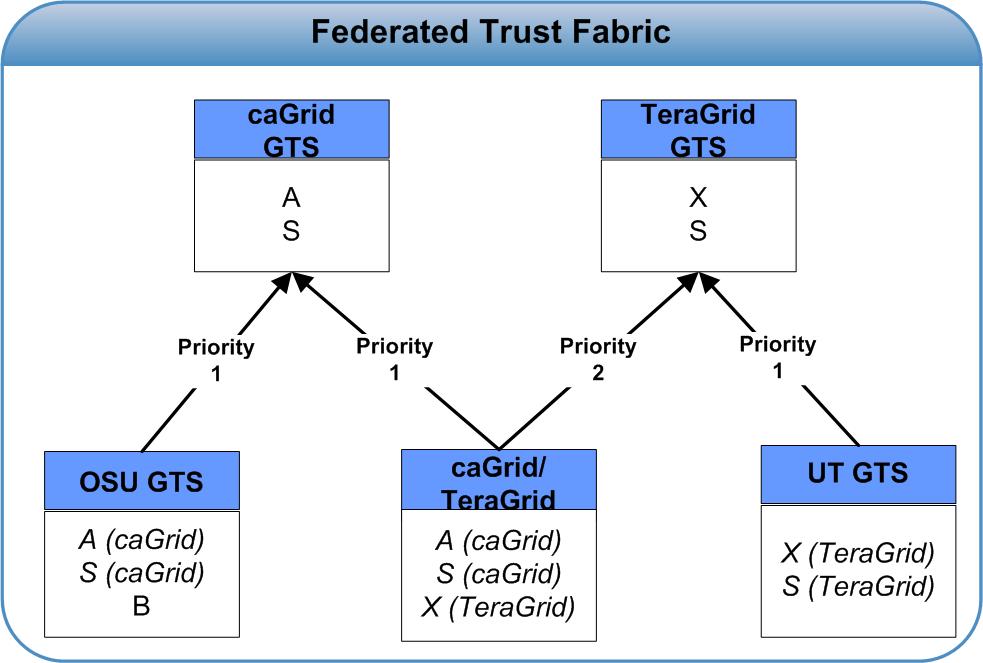 Federated Trust Fabric
caGrid
GTS
A
S
TeraGrid
GTS
X
S
Priority
1
Priority
1
Priority
2
Priority
1
OSU GTS
A (caGrid)
S (caGrid)
B
caGrid/
TeraGrid
A (caGrid)
S (caGrid)
X (TeraGrid)
UT GTS
X (TeraGrid)
S (TeraGrid)